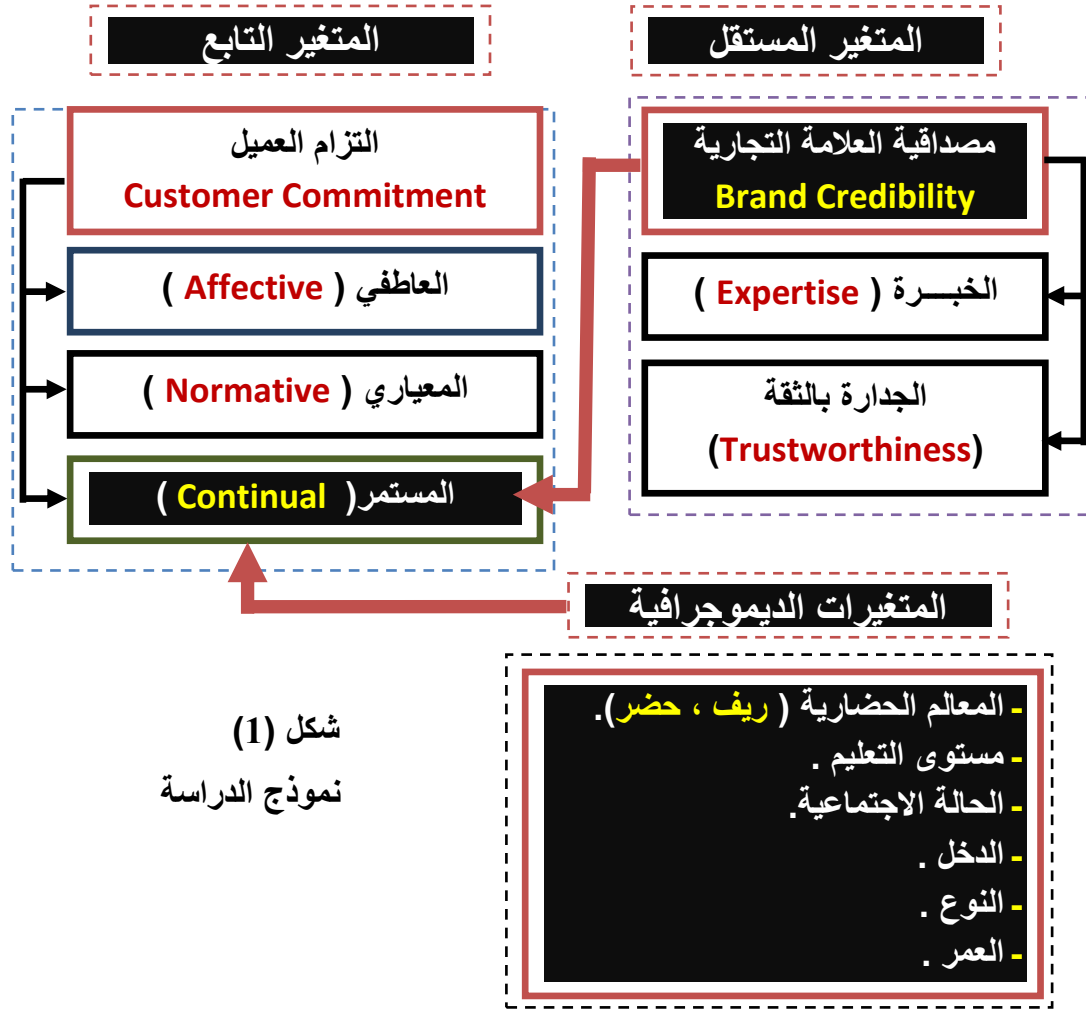 المتغير المستقل
المتغير التابع
مصداقية العلامة التجارية
Brand Credibility
الخبـــرة ( Expertise )
الجدارة بالثقة
(Trustworthiness)
التزام العميل
Customer Commitment
العاطفي ( Affective )
المعياري ( Normative )
المستمر( Continual )
المتغيرات الديموجرافية
- المعالم الحضارية ( ريف ، حضر).
- مستوى التعليم .
- الحالة الاجتماعية.
- الدخل .
- النوع .
- العمر .
شكل (1)
نموذج الدراسة